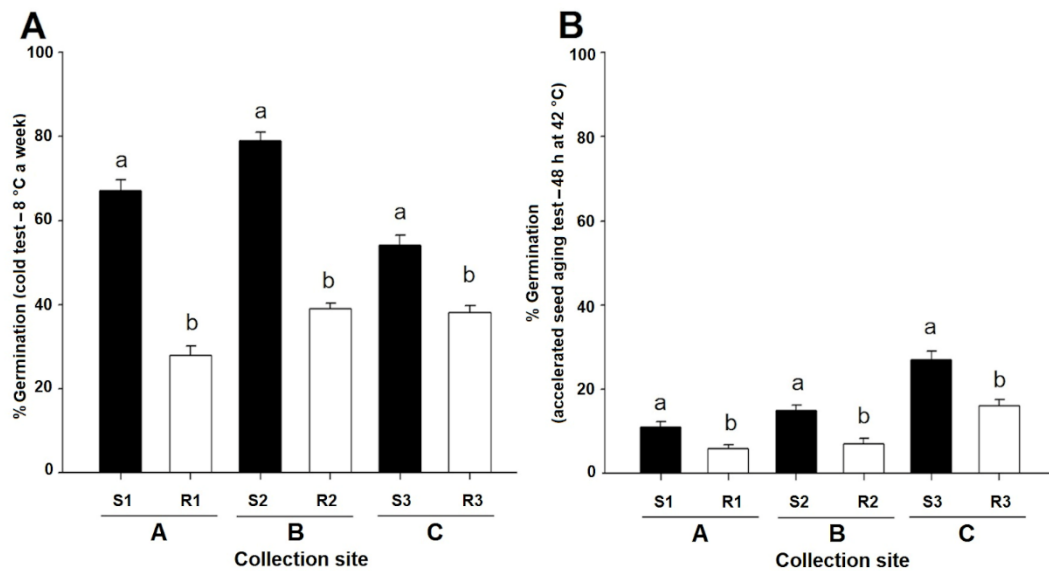 A
% Germination (cold test – 8 °C a week)
100
80
60
40
20
0
a
b
a
b
a
b
S1 R1 S2 R2 S3 R3
A B C
Collection site
B
% Germination
(accelerated seed aging test – 48 h at 42 °C)
100
80
60
40
20
0
a
b
a
b
a
b
S1 R1 S2 R2 S3 R3
A B C
Collection site